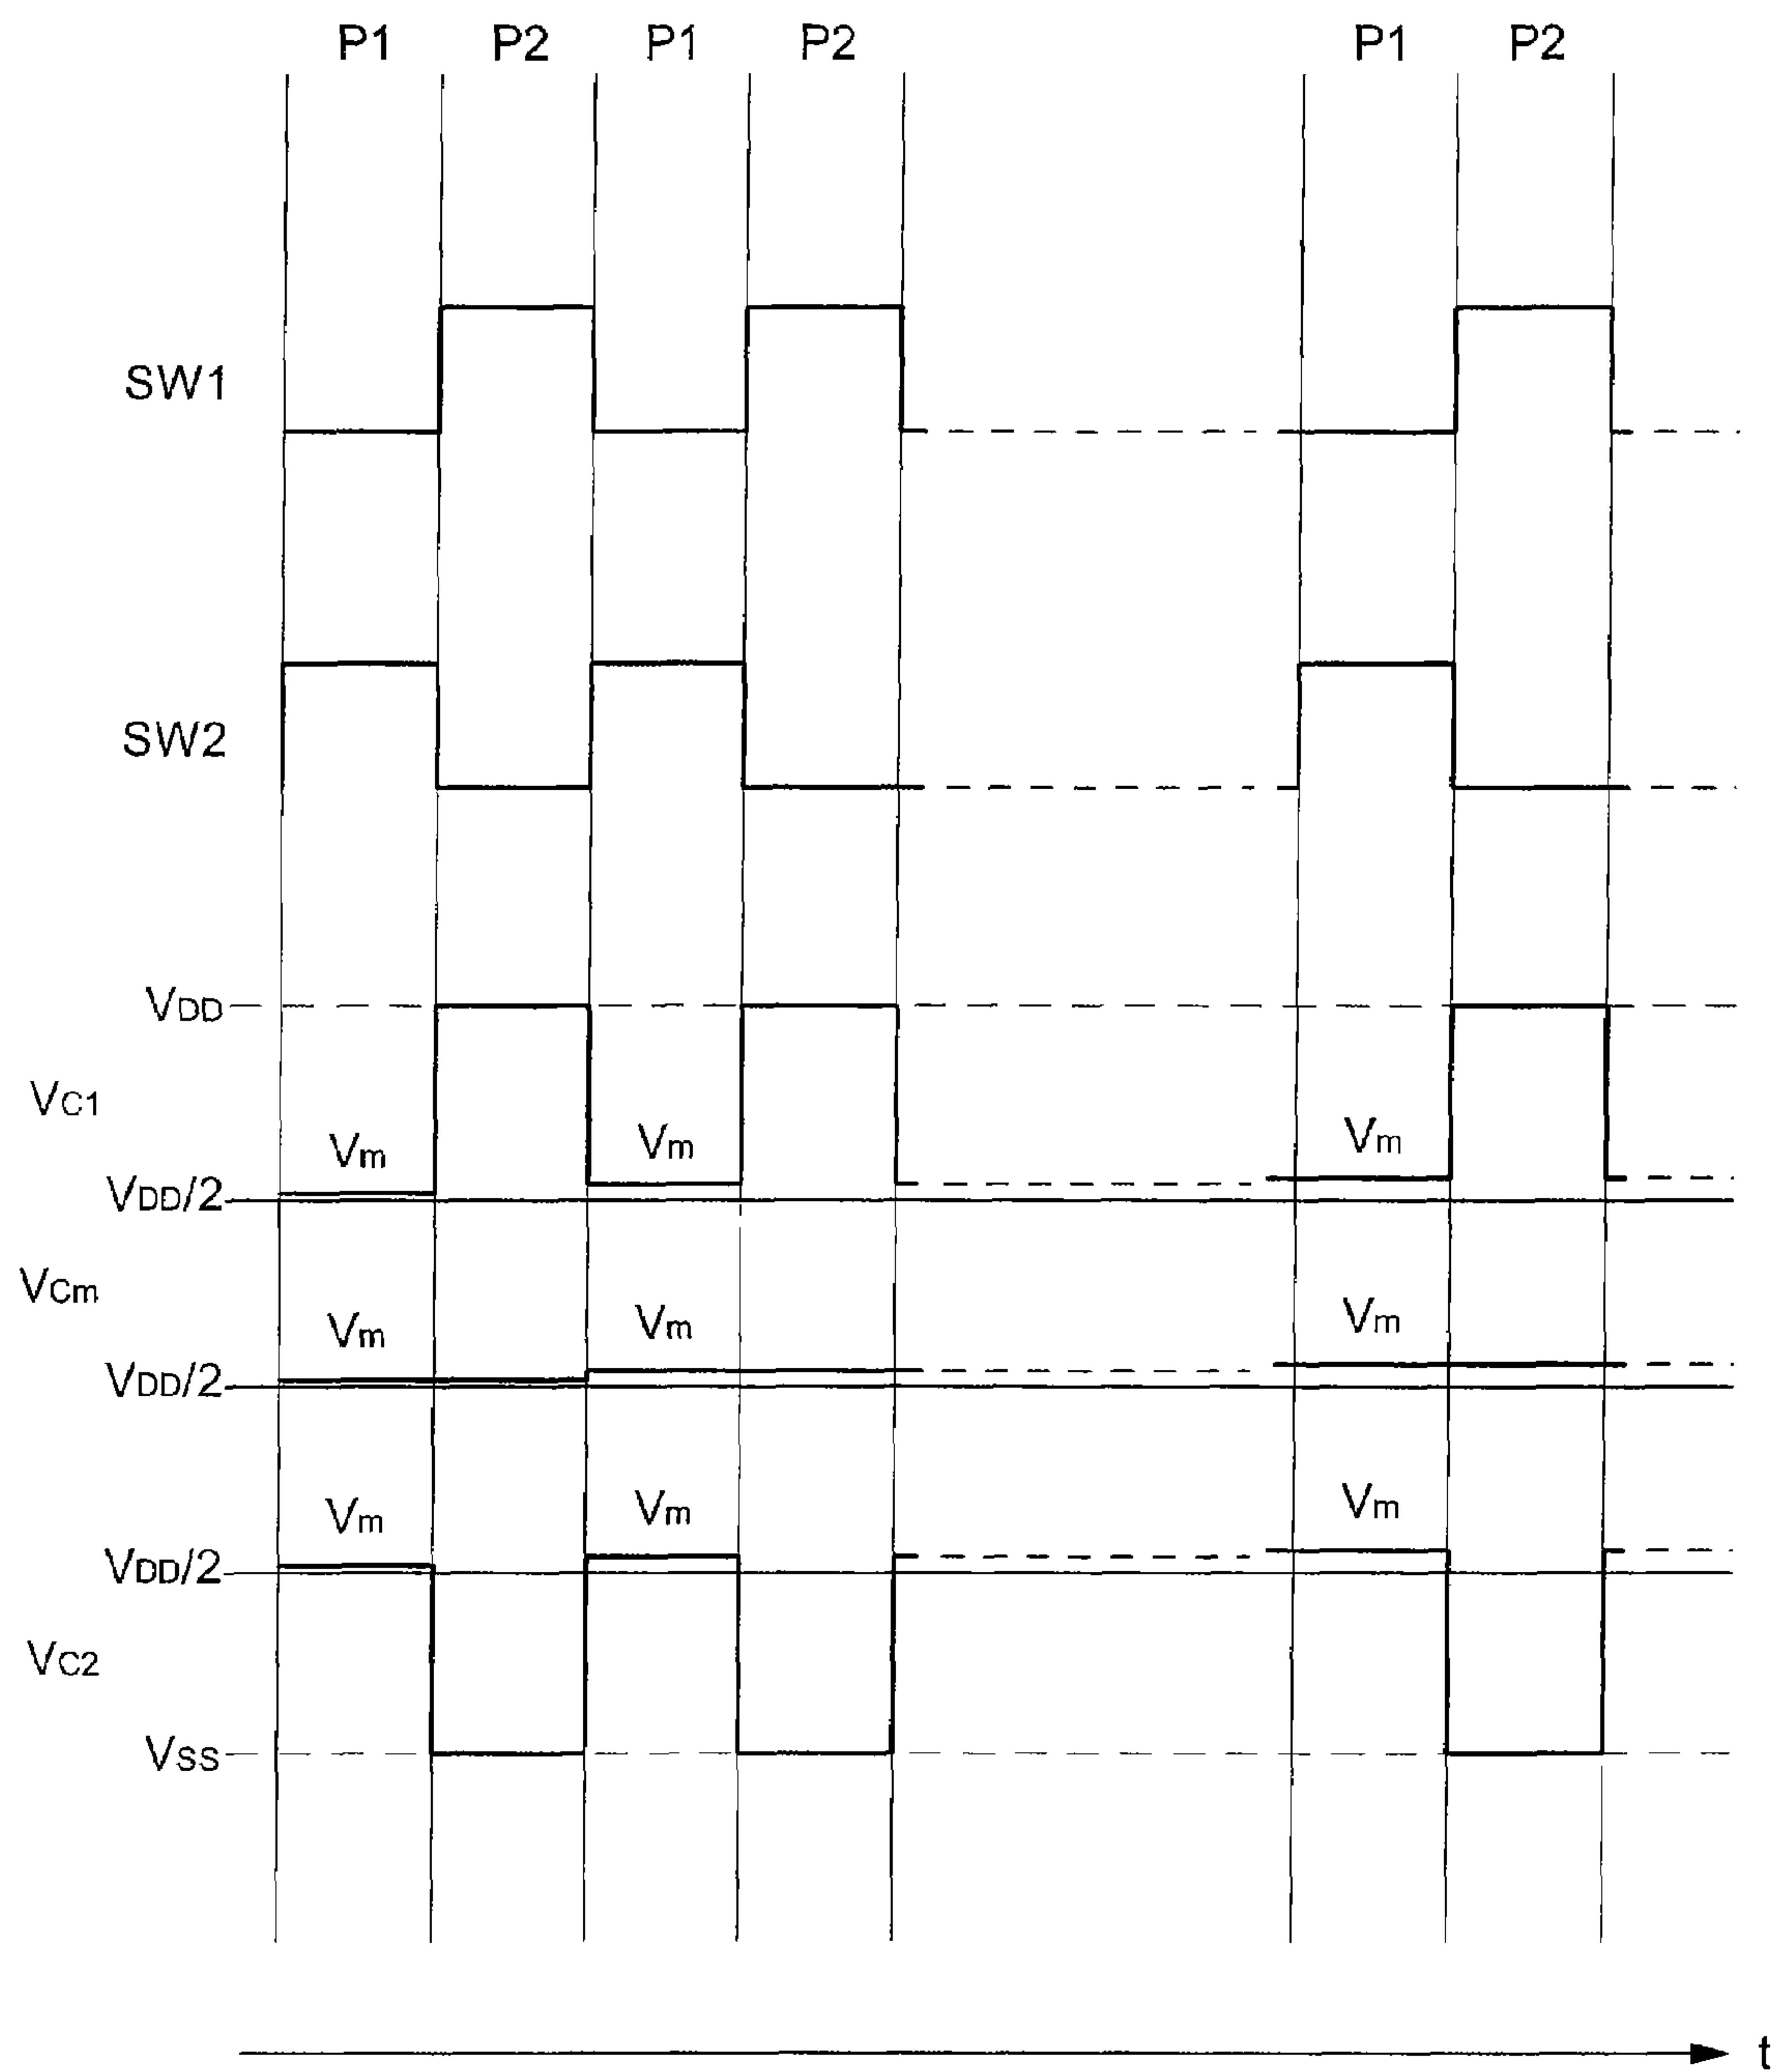 P1 P2 P1 P2 P1 P2
SW1
SW2
VDD
VC1
Vm Vm Vm
VDD/2
VCm
Vm Vm Vm
VDD/2
Vm Vm Vm
VDD/2
VC2
VSS
t